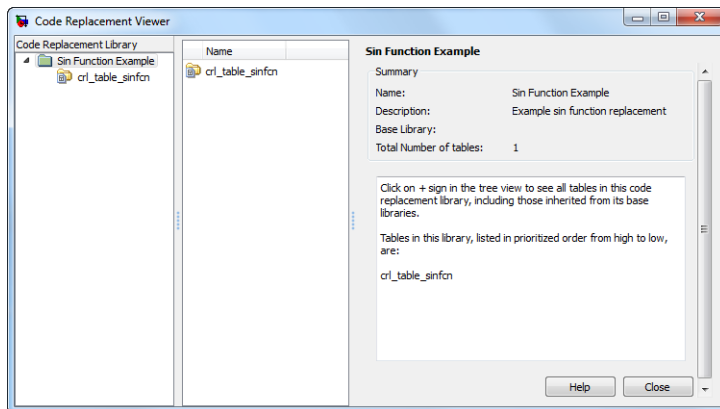 Code Replacement Viewer
Code Replacement Library
Sin Function Example
crl_table_sinfcn
Name
crl_table_sinfcn
Sin Function Example
Summary
Name: Sin Function Example
Description: Example sin function replacement
Base Library:
Total Number of tables: 1
Click on + sign in the tree view to see all tables in this code
replacement library, including those inherited from its base
libraries.
Tables in this library, listed in prioritized order from high to low,
are:
crl_table_sinfcn
Help
Close